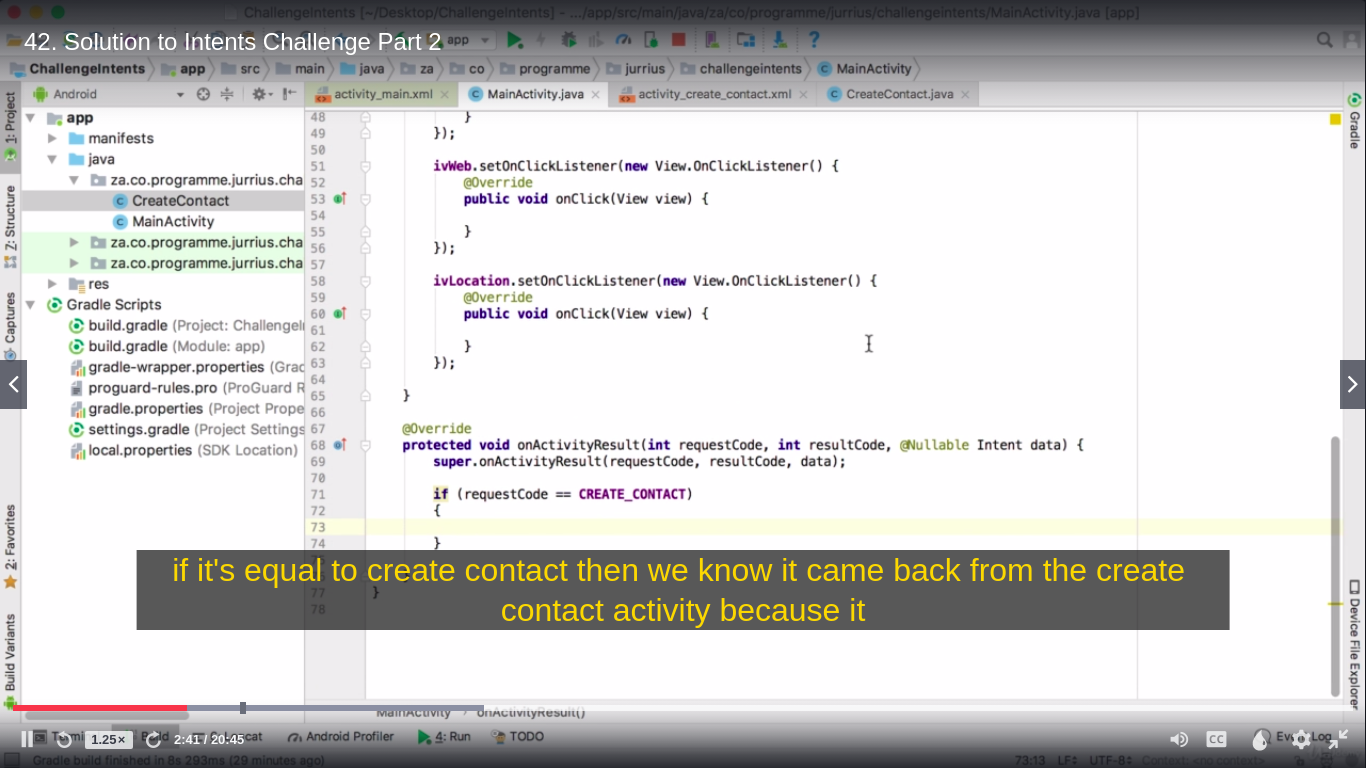 ChallengeIntents [~/Desktop/ChallengeIntents] - .../app/src/main/java/za/co/programme/jurrius/challengeintents/MainActivity.java [app]
42. Solution to Intents Challenge Part 2
app
ChallengeIntents app src main java za co programme jurrius challengeintents MainActivity
Android
activity_main.xml MainActivity.java activity_create_contact.xml CreateContact.java
1: Project
Z: Structure
Captures
2: Favorites
Build Variants
app
manifests
java
za.co.programme.jurrius.cha
CreateContact
MainActivity
za.co.programme.jurrius.cha
za.co.programme.jurrius.cha
res
Gradle Scripts
build.gradle (Project: Challengel
build.gradle (Module: app)
gradle-wrapper.properties (Grad
proguard-rules.pro (ProGuard R
gradle.properties (Project Prope
settings.gradle (Project Settings
local.properties (SDK Location)
48 }
49 });
50
51 ivWeb.setOnClickListener(new View.OnClickListener() {
52 @Override
53 public void onClick(View view) {
54
55 }
56 });
57
58 ivLocation.setOnClickListener(new View.OnClickListener() {
59 @Override
60 public void onClick(View view) {
61
62 }
63 });
64
65 }
66
67 @Override
68 protected void onActivityResult(int requestCode, int resultCode, @Nullable Intent data) {
69 super.onActivityResult(requestCode, resultCode, data);
70
71 if (requestCode == CREATE_CONTACT)
72 {
73
74 }
77 }
78
if it's equal to create contact then we know it came back from the create
contact activity because it
Gradle
Device File Explorer
MainActivity onActivityResult()
1.25× 2:41 / 20:45
Android Profiler 4: Run TODO
CC
Gradle build finished in 8s 293ms (29 minutes ago)
73:13 LF UTF-8 Context: <no context>